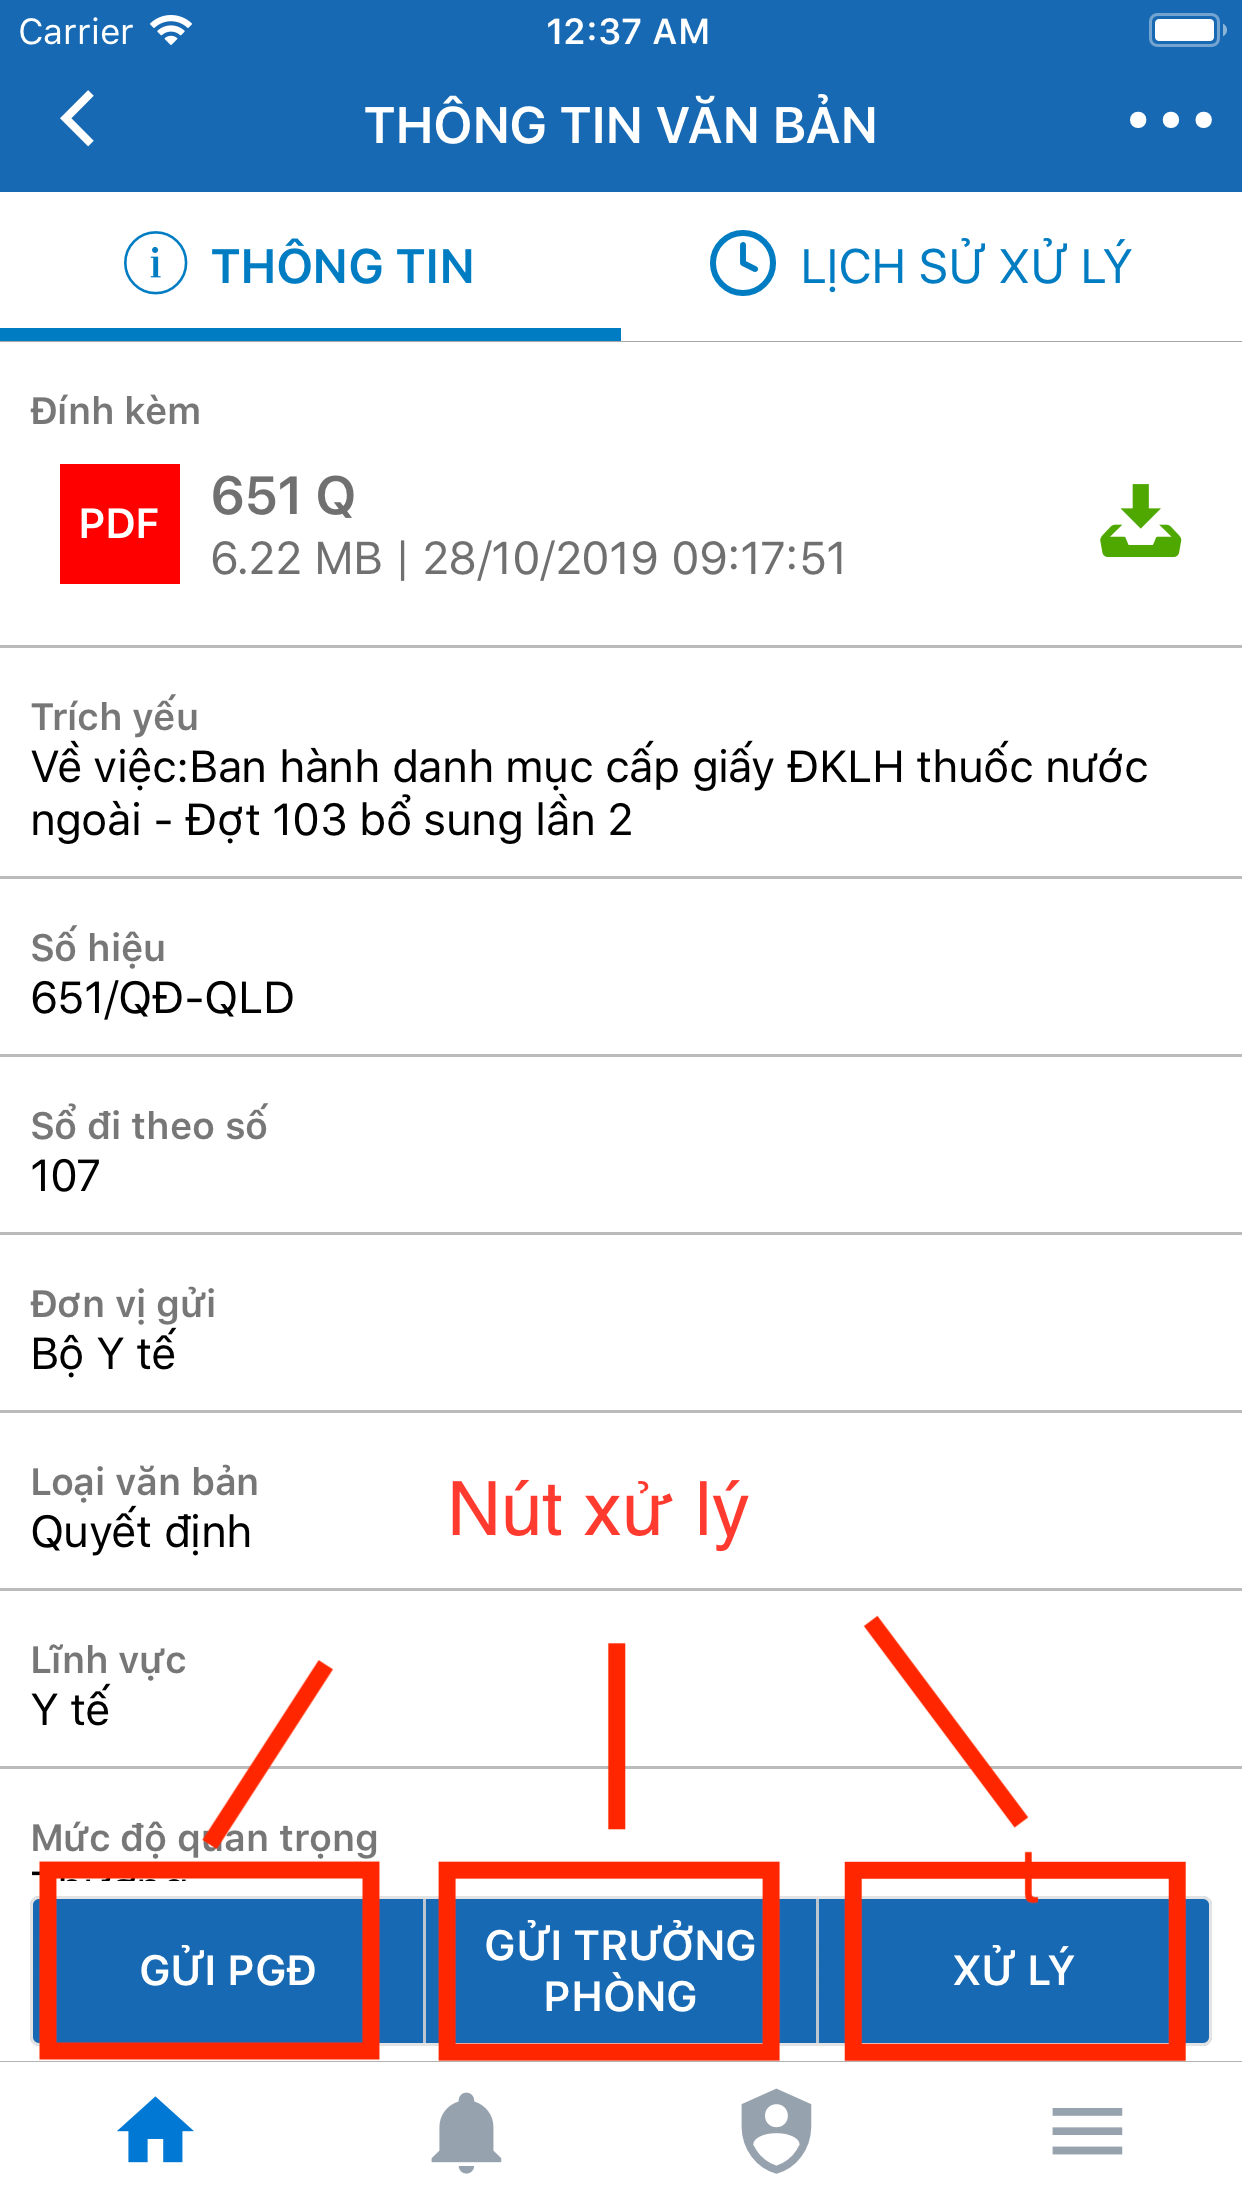 Carrier 12:37 AM
THÔNG TIN VĂN BẢN
THÔNG TIN LỊCH SỬ XỬ LÝ
Đính kèm
PDF 651 Q
6.22 MB | 28/10/2019 09:17:51
Trích yếu
Về việc:Ban hành danh mục cấp giấy ĐKLH thuốc nước
ngoài - Đợt 103 bổ sung lần 2
Số hiệu
651/QĐ-QLD
Sổ đi theo số
107
Đơn vị gửi
Bộ Y tế
Loại văn bản
Quyết định
Nút xử lý
Lĩnh vực
Y tế
Mức độ quan trọng
t
GỬI PGĐ
GỬI TRƯỞNG
PHÒNG
XỬ LÝ